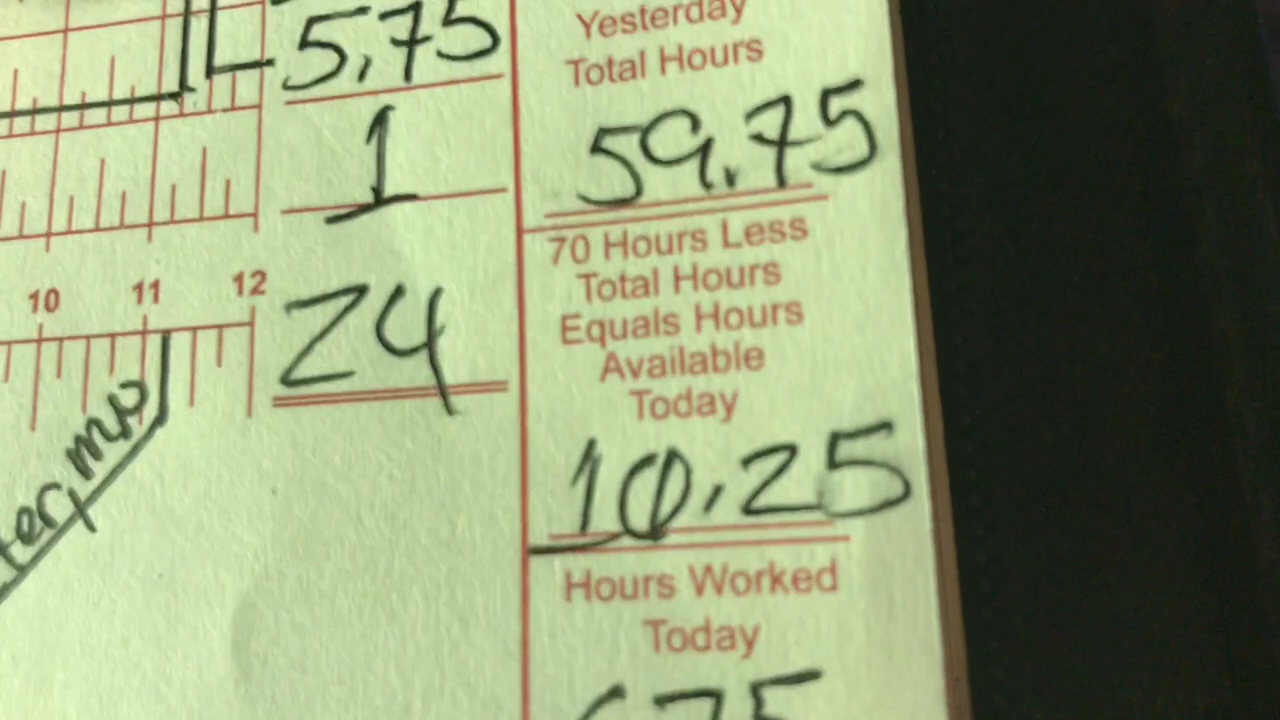 5.75
1
10 11 12
24
Yesterday
Total Hours
59.75
70 Hours Less
Total Hours
Equals Hours
Available
Today
10.25
Hours Worked
Today